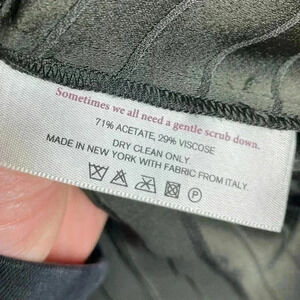 Sometimes we all need a gentle scrub down.
71% ACETATE, 29% VISCOSE
DRY CLEAN ONLY
MADE IN NEW YORK WITH FABRIC FROM ITALY.
P